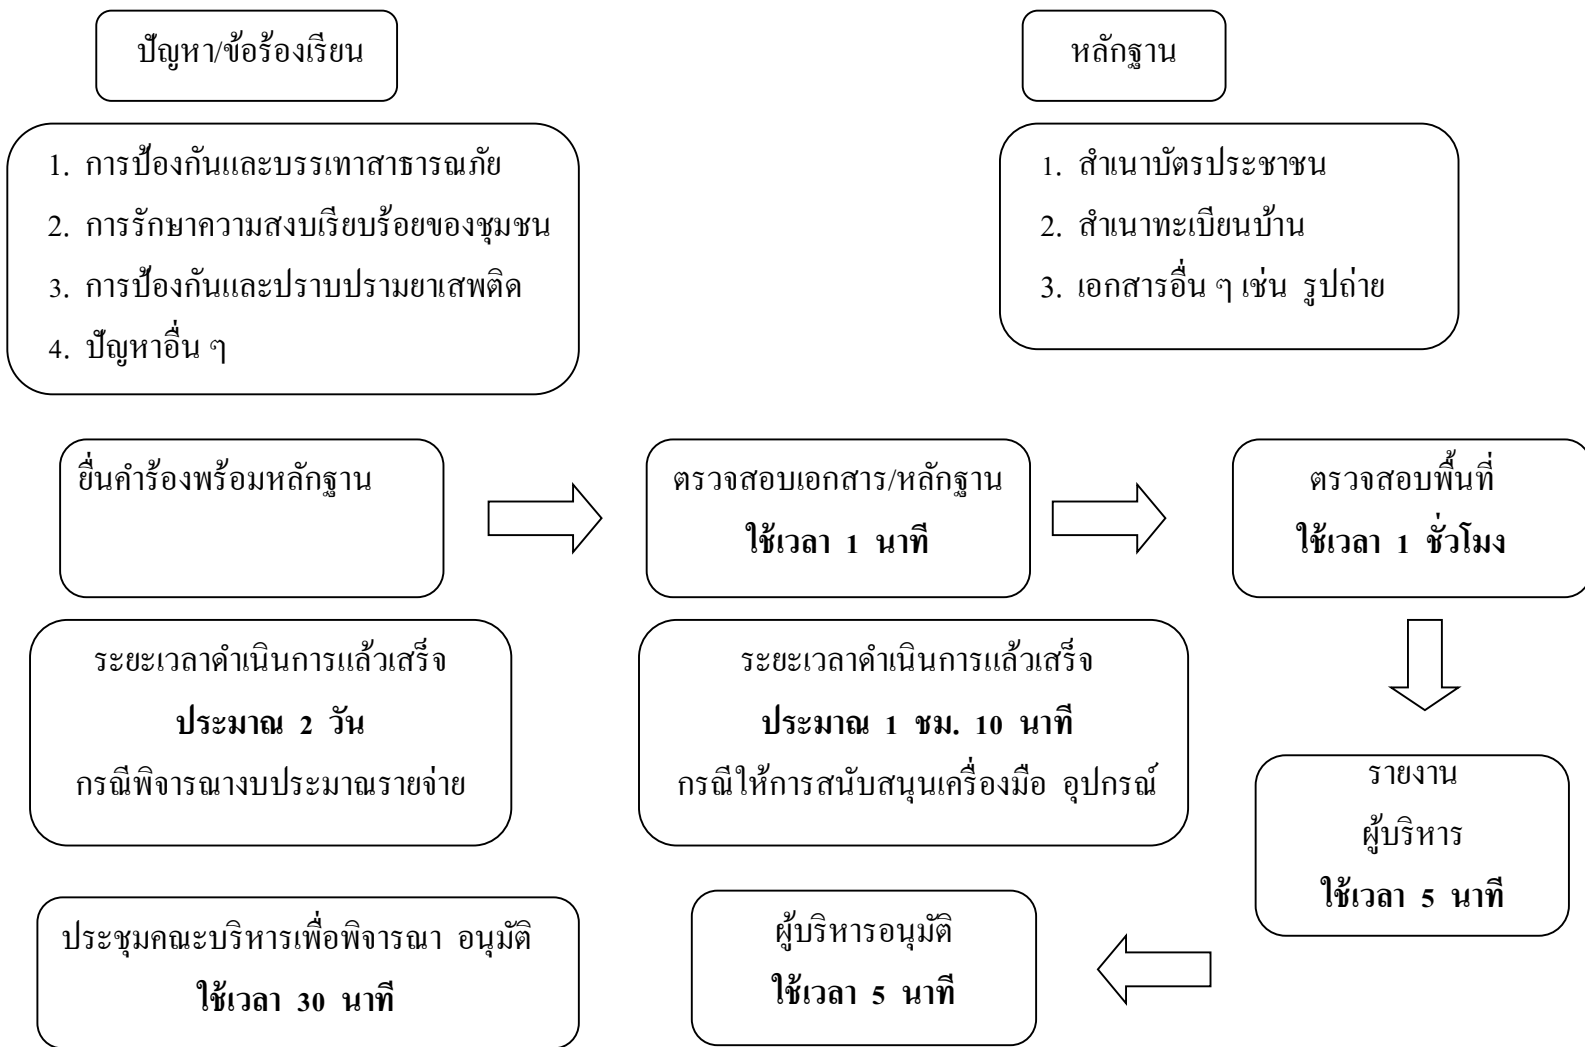 ปัญหา/ข้อร้องเรียน
หลักฐาน
1. การป้องกันและบรรเทาสาธารณภัย
2. การรักษาความสงบเรียบร้อยของชุมชน
3. การป้องกันและปราบปรามยาเสพติด
4. ปัญหาอื่น ๆ
1. สำเนาบัตรประชาชน
2. สำเนาทะเบียนบ้าน
3. เอกสารอื่น ๆ เช่น รูปถ่าย
ยื่นคำร้องพร้อมหลักฐาน
ตรวจสอบเอกสาร/หลักฐาน
ใช้เวลา 1 นาที
ตรวจสอบพื้นที่
ใช้เวลา 1 ชั่วโมง
ระยะเวลาดำเนินการแล้วเสร็จ
ประมาณ 2 วัน
กรณีพิจารณางบประมาณรายจ่าย
ระยะเวลาดำเนินการแล้วเสร็จ
ประมาณ 1 ชม. 10 นาที
กรณีให้การสนับสนุนเครื่องมือ อุปกรณ์
รายงาน
ผู้บริหาร
ใช้เวลา 5 นาที
ประชุมคณะบริหารเพื่อพิจารณา อนุมัติ
ใช้เวลา 30 นาที
ผู้บริหารอนุมัติ
ใช้เวลา 5 นาที